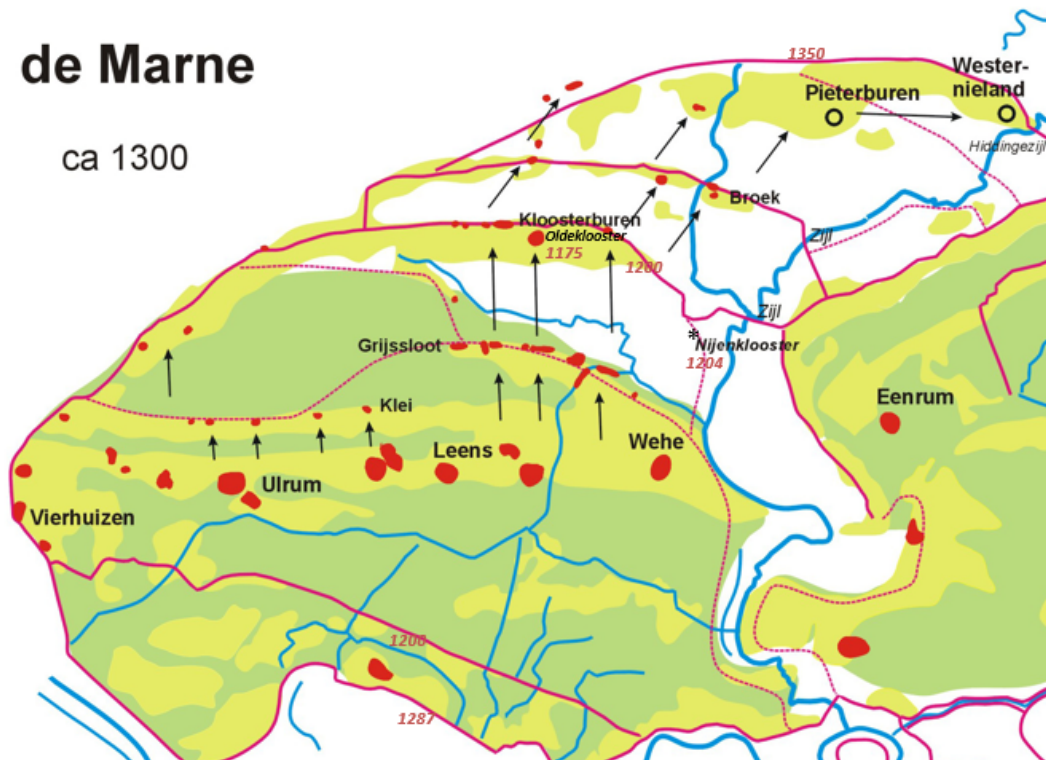 de Marne
ca 1300
1350
Wester-
nieland
Pieterburen
Hiddingezijl
Broek
Kloosterburen
Oldeklooster
1175
1200
Zijl
Zijl
Nijenklooster
*
1204
Grijssloot
Klei
Eenrum
Leens
Wehe
Ulrum
Vierhuizen
1200
1287